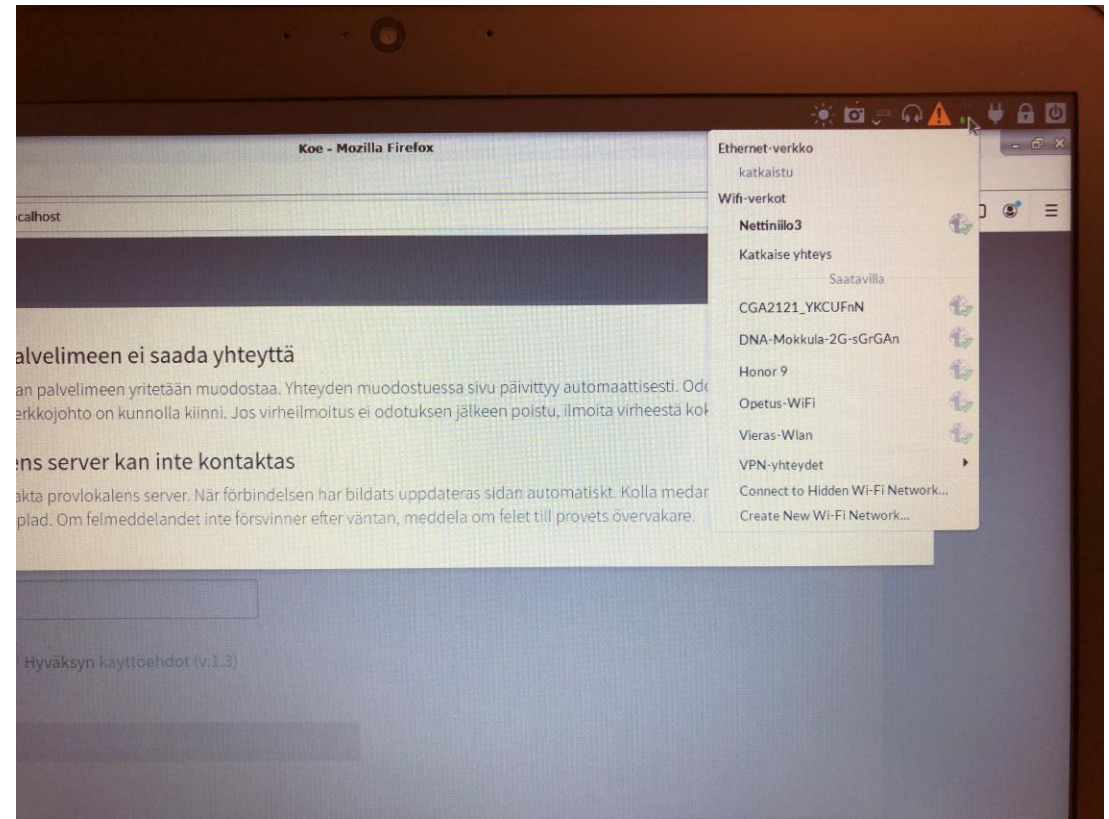 Koe - Mozilla Firefox
calhost
Ethernet-verkko
katkaistu
Wifi-verkot
Nettiniilo3
Katkaise yhteys
Saatavilla
CGA2121_YKCUFnN
DNA-Mokkula-2G-sGrGAn
Honor 9
Opetus-WiFi
Vieras-Wlan
VPN-yhteydet
Connect to Hidden Wi-Fi Network...
Create New Wi-Fi Network...
alvelimeen ei saada yhteyttä
an palvelimeen yritetään muodostaa. Yhteyden muodostuessa sivu päivittyy automaattisesti. Odo
erkkojohto on kunnolla kiinni. Jos virheilmoitus ei odotuksen jälkeen poistu, ilmoita virheestä kok
ens server kan inte kontaktas
akta provlokalens server. När förbindelsen har bildats uppdateras sidan automatiskt. Kolla medan
plad. Om felmeddelandet inte försvinner efter väntan, meddela om felet till provets övervakare.
Hyväksyn käyttöehdot (v.1.3)